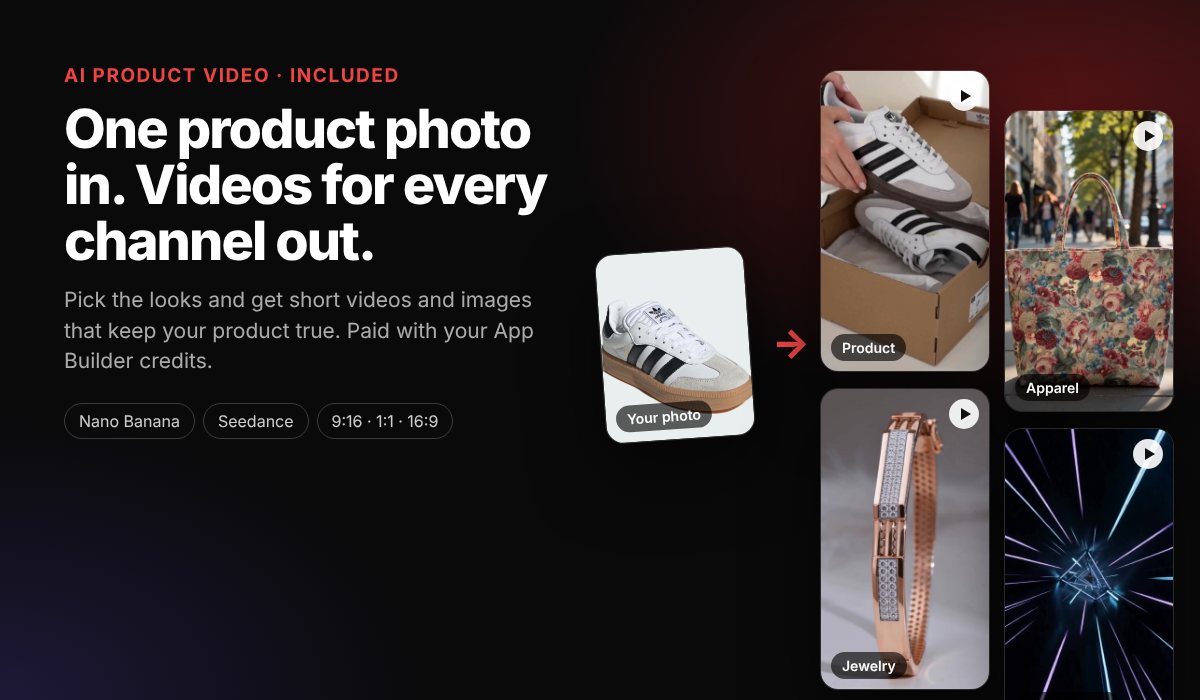 AI PRODUCT VIDEO · INCLUDED
One product photo
in. Videos for every
channel out.
Pick the looks and get short videos and images
that keep your product true. Paid with your App
Builder credits.
Nano Banana
Seedance
9:16 · 1:1 · 16:9
Your photo
Product
Apparel
Jewelry